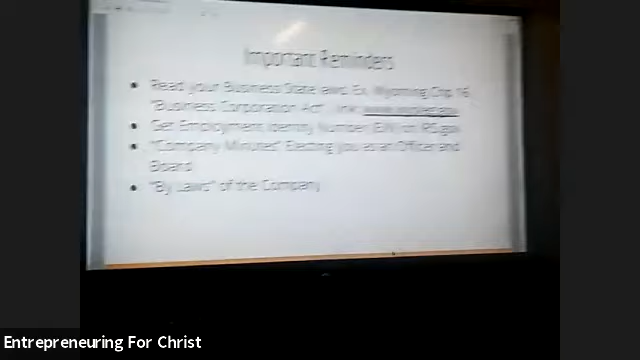 Important Reminders
• Read your Business State laws. Ex. Wyoming Chp 16
"Business Corporation Act" link
• Get Employment Identity Number (EIN) on IRS.gov
• "Company Minutes" Electing you as an Officer and
Board
• "By Laws" of the Company
Entrepreneuring For Christ